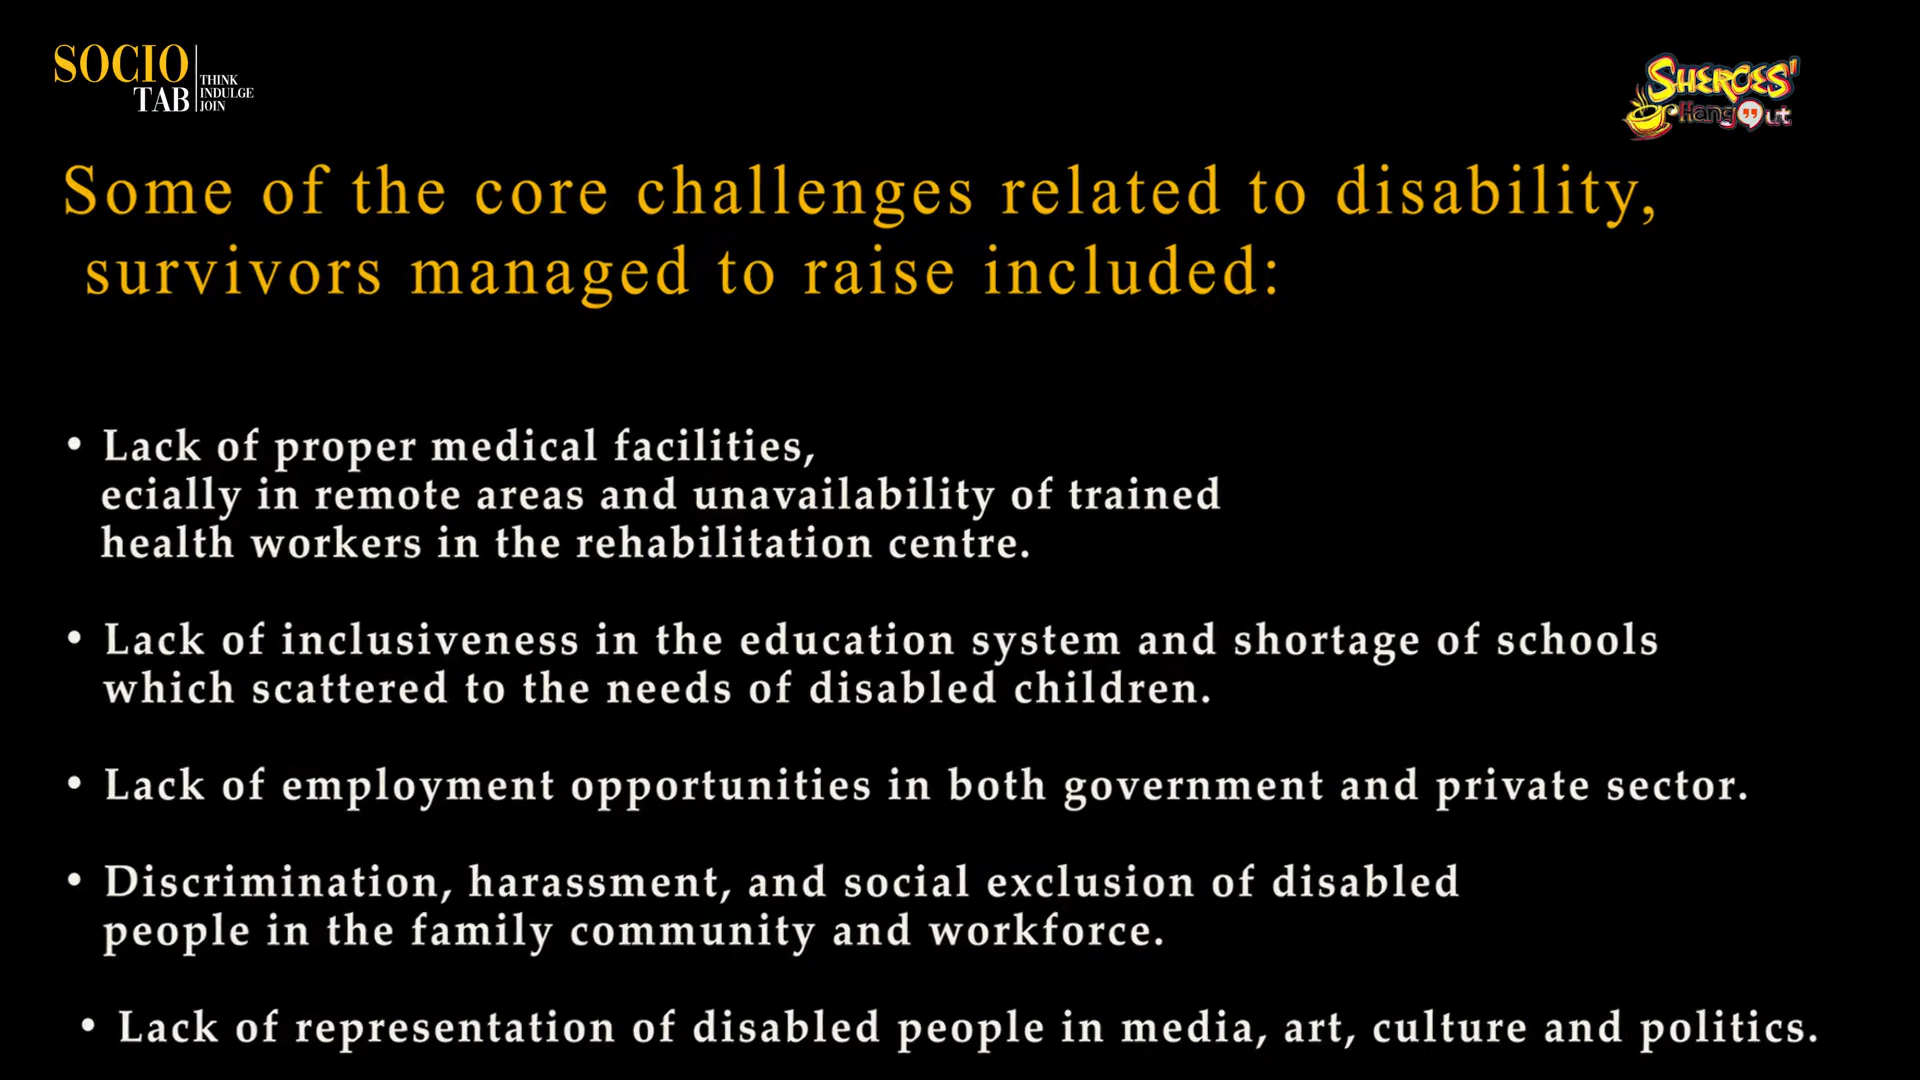 SOCIO
TAB
THINK
INDULGE
JOIN
SHEROES'
Hangout
Some of the core challenges related to disability,
survivors managed to raise included:
• Lack of proper medical facilities,
ecially in remote areas and unavailability of trained
health workers in the rehabilitation centre.
• Lack of inclusiveness in the education system and shortage of schools
which scattered to the needs of disabled children.
• Lack of employment opportunities in both government and private sector.
• Discrimination, harassment, and social exclusion of disabled
people in the family community and workforce.
• Lack of representation of disabled people in media, art, culture and politics.